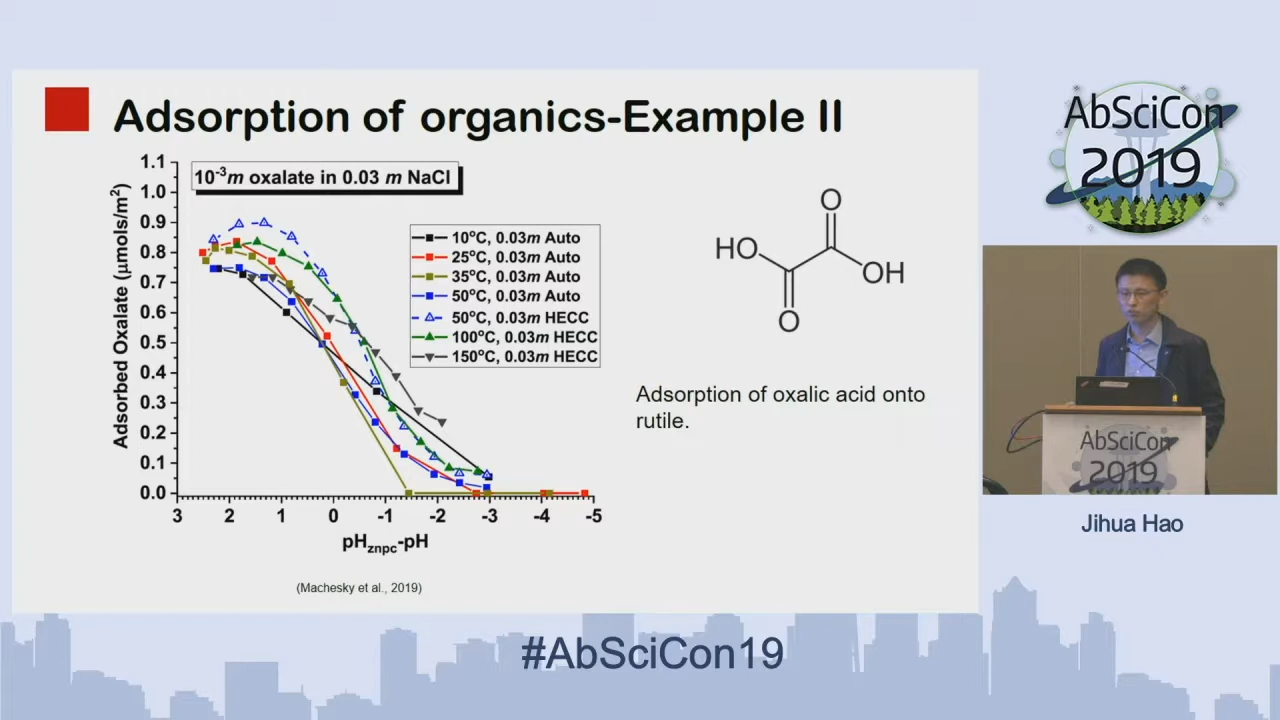 Adsorption of organics-Example II
10⁻³m oxalate in 0.03 m NaCl
Adsorbed Oxalate (μmols/m²)
1.1
1.0
0.9
0.8
0.7
0.6
0.5
0.4
0.3
0.2
0.1
0.0
10°C, 0.03m Auto
25°C, 0.03m Auto
35°C, 0.03m Auto
50°C, 0.03m Auto
50°C, 0.03m HECC
100°C, 0.03m HECC
150°C, 0.03m HECC
3 2 1 0 -1 -2 -3 -4 -5
pHznpc-pH
(Machesky et al., 2019)
O
HO
OH
O
Adsorption of oxalic acid onto
rutile.
AbSciCon
2019
AbSciCon
2019
Jihua Hao
#AbSciCon19